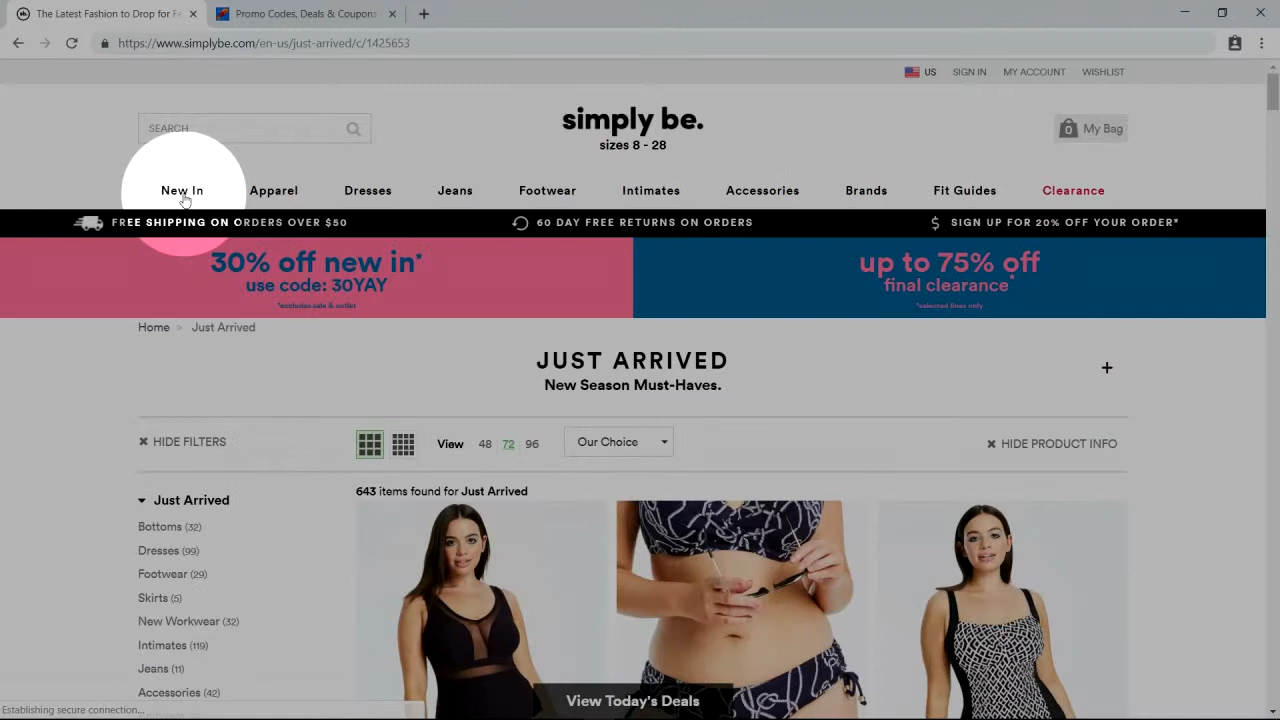 The Latest Fashion to Drop for Fa
Promo Codes, Deals & Coupons
https://www.simplybe.com/en-us/just-arrived/c/1425653
US SIGN IN MY ACCOUNT WISHLIST
SEARCH
simply be.
sizes 8 - 28
0 My Bag
New In Apparel Dresses Jeans Footwear Intimates Accessories Brands Fit Guides Clearance
FREE SHIPPING ON ORDERS OVER $50
60 DAY FREE RETURNS ON ORDERS
SIGN UP FOR 20% OFF YOUR ORDER*
30% off new in*
use code: 30YAY
*excludes sale & outlet
up to 75% off
final clearance*
*selected lines only
Home > Just Arrived
JUST ARRIVED
New Season Must-Haves.
HIDE FILTERS
View 48 72 96
Our Choice
HIDE PRODUCT INFO
643 items found for Just Arrived
Just Arrived
Bottoms (32)
Dresses (99)
Footwear (29)
Skirts (5)
New Workwear (32)
Intimates (119)
Jeans (11)
Accessories (42)
View Today's Deals
Establishing secure connection...